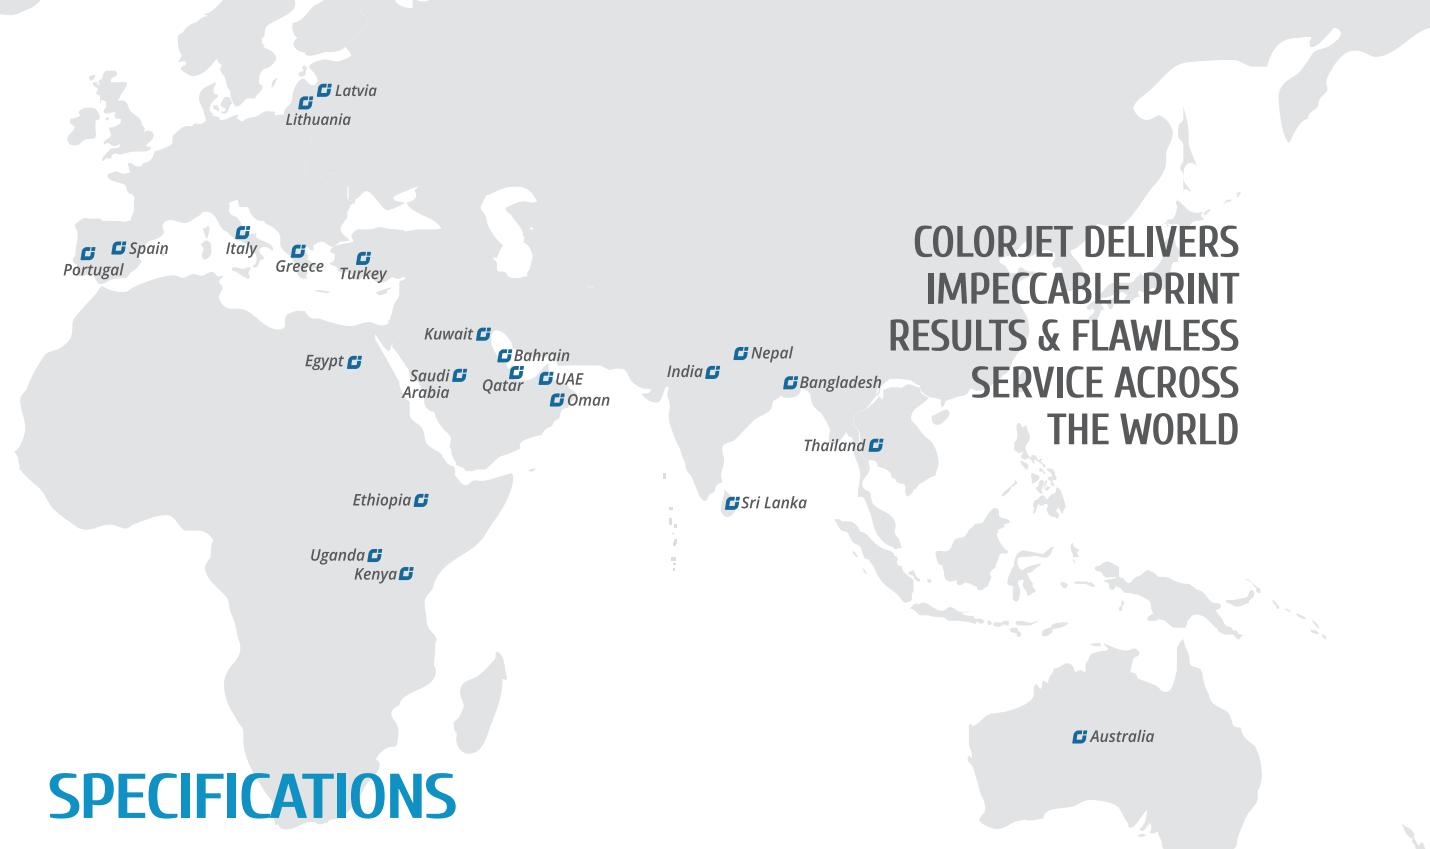 Latvia
Lithuania
Spain
Portugal
Italy
Greece
Turkey
COLORJET DELIVERS
IMPECCABLE PRINT
RESULTS & FLAWLESS
SERVICE ACROSS
THE WORLD
Kuwait
Bahrain
Egypt
Saudi
Arabia
Qatar
UAE
Oman
Nepal
India
Bangladesh
Thailand
Ethiopia
Sri Lanka
Uganda
Kenya
Australia
SPECIFICATIONS